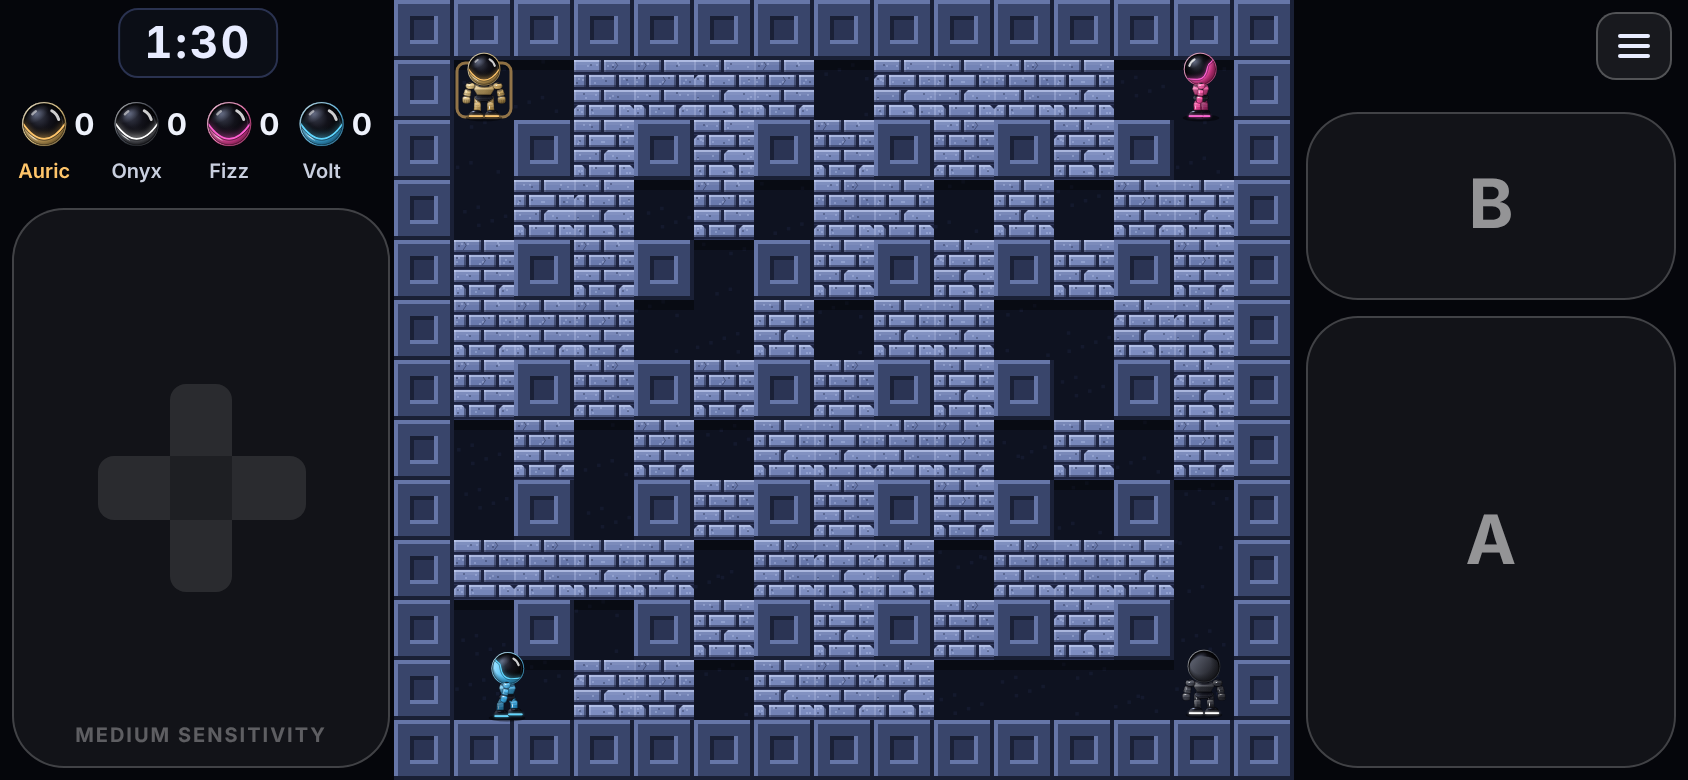 1:30
0 0 0 0
Auric Onyx Fizz Volt
B
A
MEDIUM SENSITIVITY